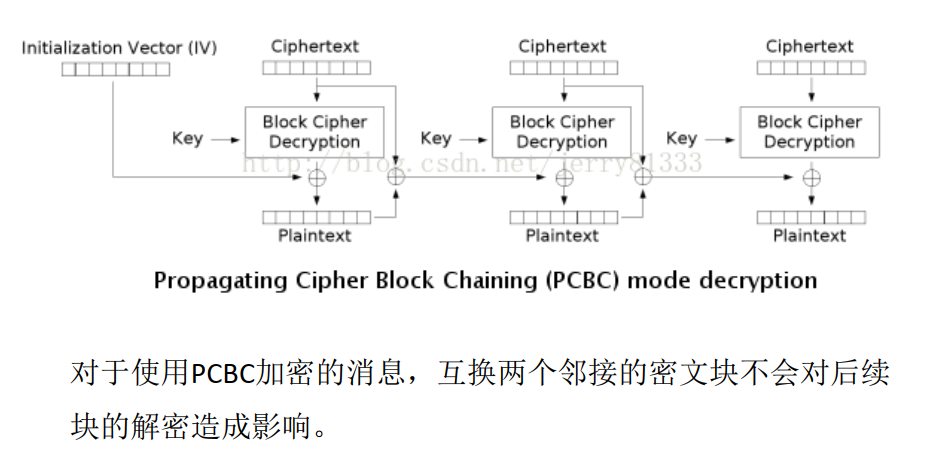 Initialization Vector (IV) Ciphertext Ciphertext Ciphertext
Key Block Cipher Decryption Key Block Cipher Decryption Key Block Cipher Decryption
http://blog.csdn.net/jerry81333
Plaintext Plaintext Plaintext
Propagating Cipher Block Chaining (PCBC) mode decryption
对于使用PCBC加密的消息，互换两个邻接的密文块不会对后续
块的解密造成影响。